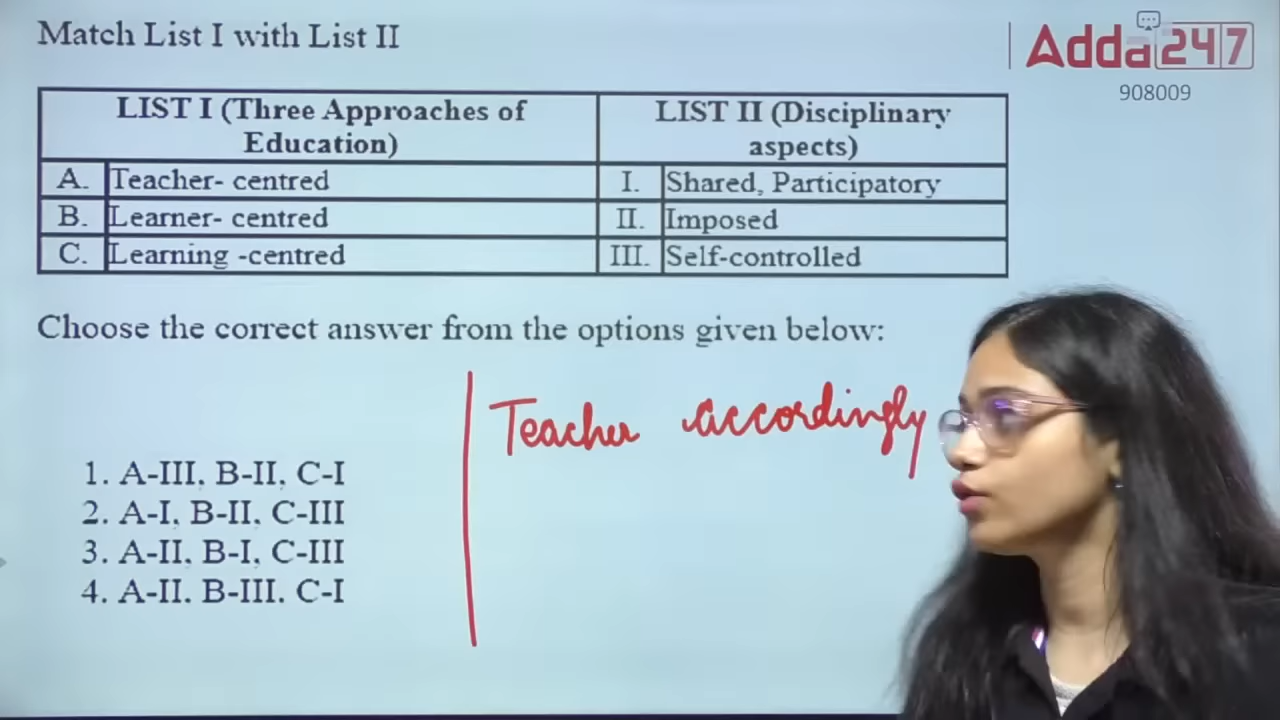 Match List I with List II
Adda247
908009
LIST I (Three Approaches of Education)
LIST II (Disciplinary aspects)
A. Teacher- centred
I. Shared, Participatory
B. Learner- centred
II. Imposed
C. Learning -centred
III. Self-controlled
Choose the correct answer from the options given below:
Teacher accordingly
1. A-III, B-II, C-I
2. A-I, B-II, C-III
3. A-II, B-I, C-III
4. A-II, B-III, C-I